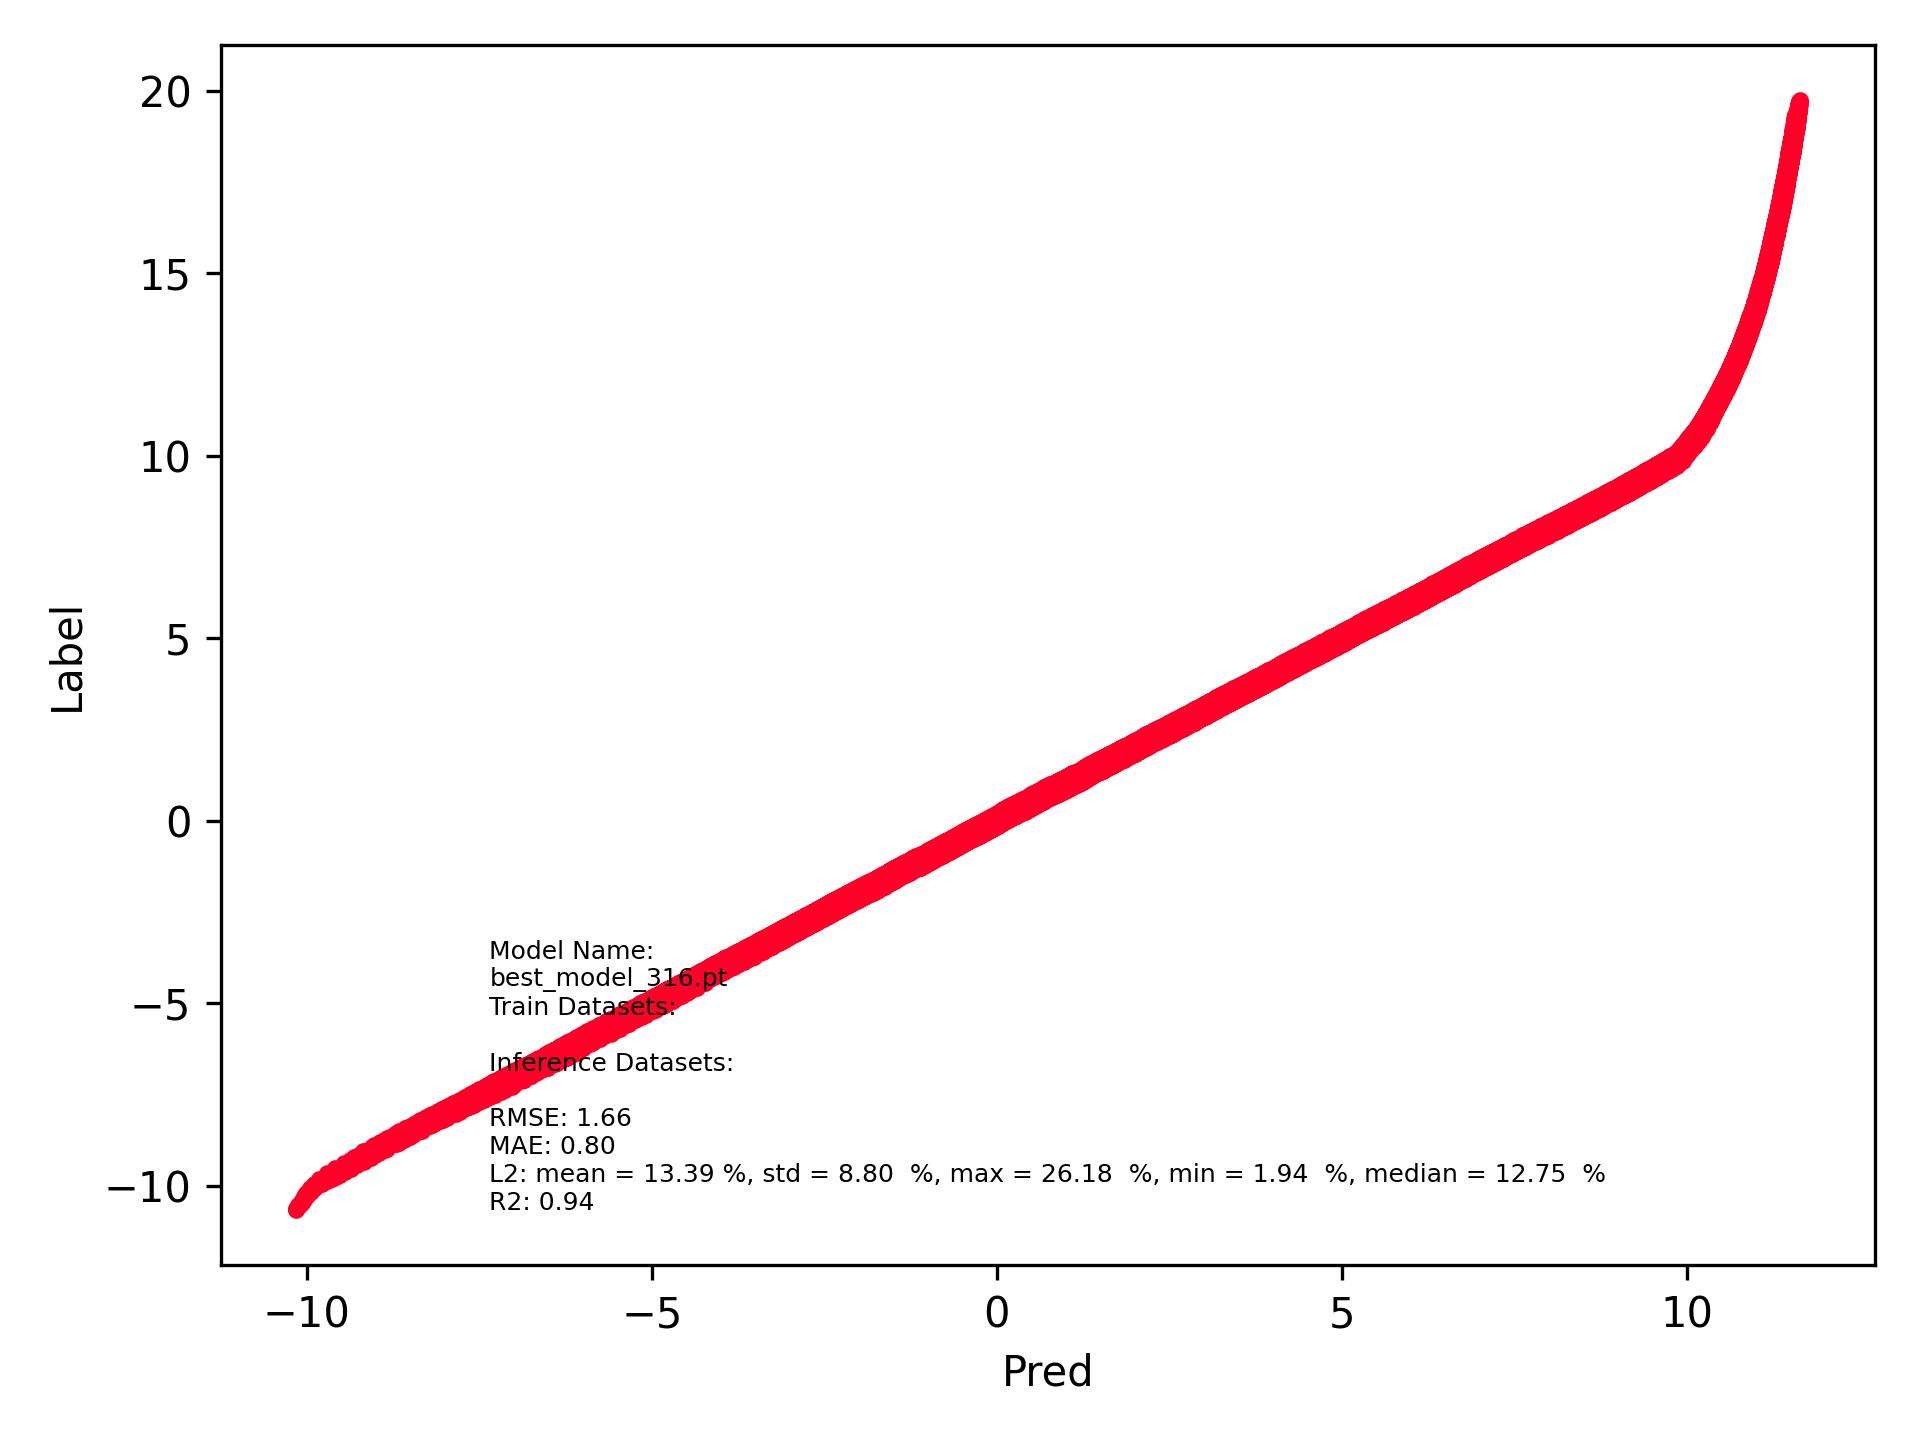 20
15
10
5
0
−5
−10
Label
Model Name:
best_model_316.pt
Train Datasets:
Inference Datasets:
RMSE: 1.66
MAE: 0.80
L2: mean = 13.39 %, std = 8.80  %, max = 26.18  %, min = 1.94  %, median = 12.75  %
R2: 0.94
−10 −5 0 5 10
Pred